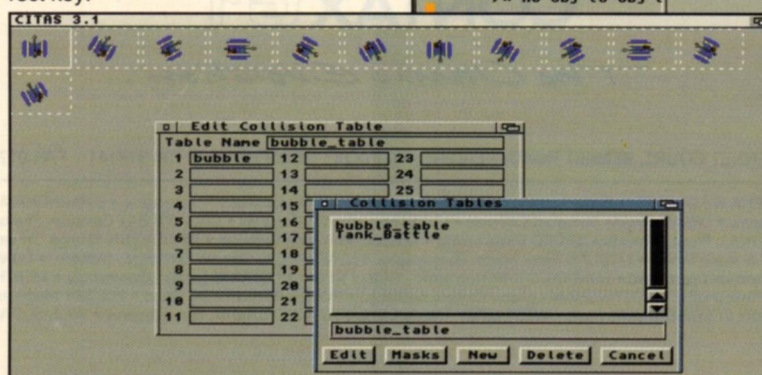 CITAS 3.1
Edit Collision Table
Table Name bubble_table
1 bubble 12 23
2 13 24
3 14 25
4 15
5 16
6 17
7 18
8 19
9 20
10 21
11 22
Collision Tables
bubble_table
Tank_Battle
bubble_table
Edit Masks New Delete Cancel